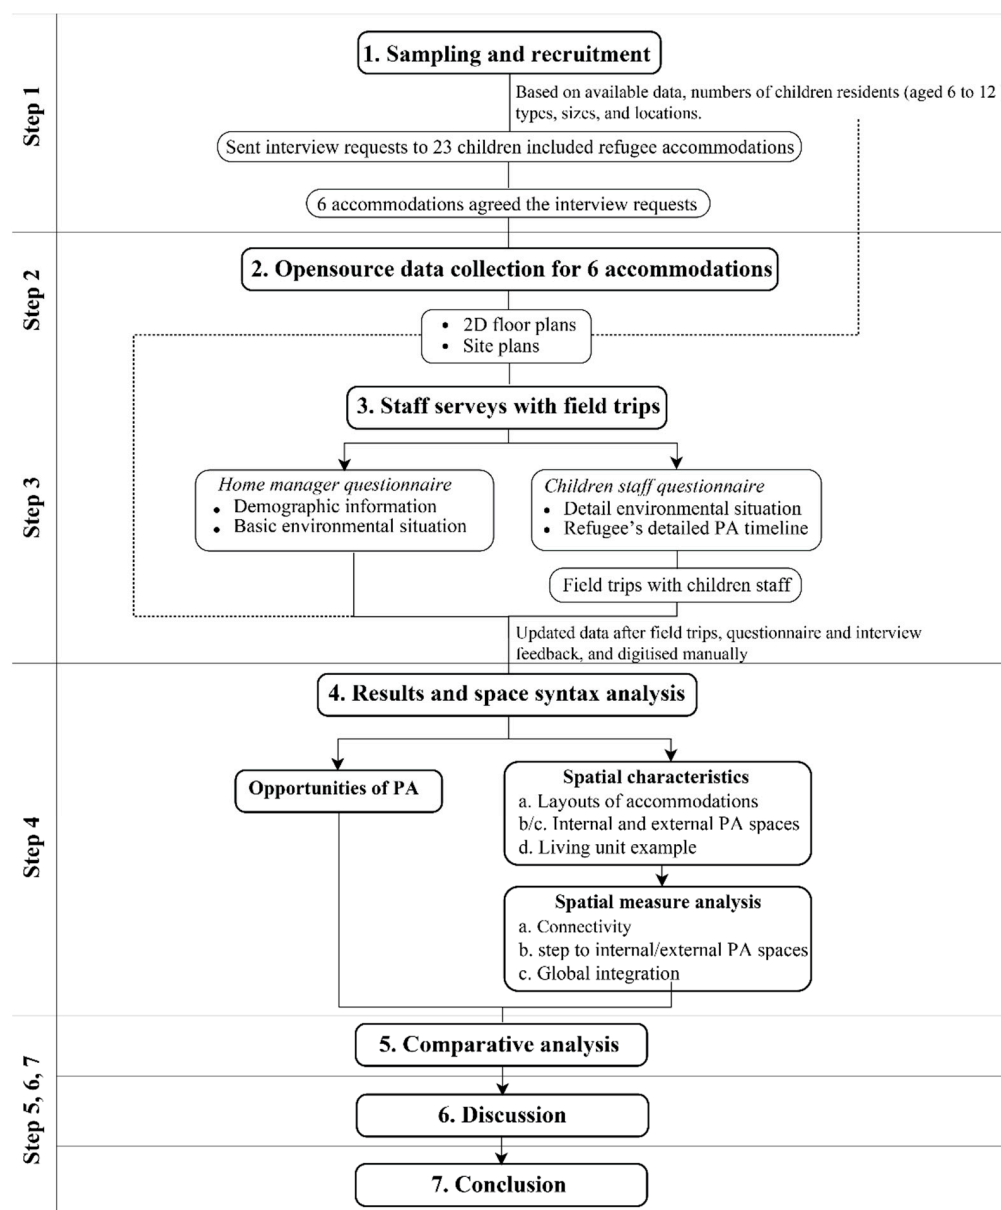 Step 1
1. Sampling and recruitment
Based on available data, numbers of children residents (aged 6 to 12
types, sizes, and locations.
Sent interview requests to 23 children included refugee accommodations
6 accommodations agreed the interview requests
Step 2
2. Opensource data collection for 6 accommodations
• 2D floor plans
• Site plans
Step 3
3. Staff serveys with field trips
Home manager questionnaire
• Demographic information
• Basic environmental situation
Children staff questionnaire
• Detail environmental situation
• Refugee's detailed PA timeline
Field trips with children staff
Updated data after field trips, questionnaire and interview
feedback, and digitised manually
Step 4
4. Results and space syntax analysis
Opportunities of PA
Spatial characteristics
a. Layouts of accommodations
b/c. Internal and external PA spaces
d. Living unit example
Spatial measure analysis
a. Connectivity
b. step to internal/external PA spaces
c. Global integration
Step 5, 6, 7
5. Comparative analysis
6. Discussion
7. Conclusion